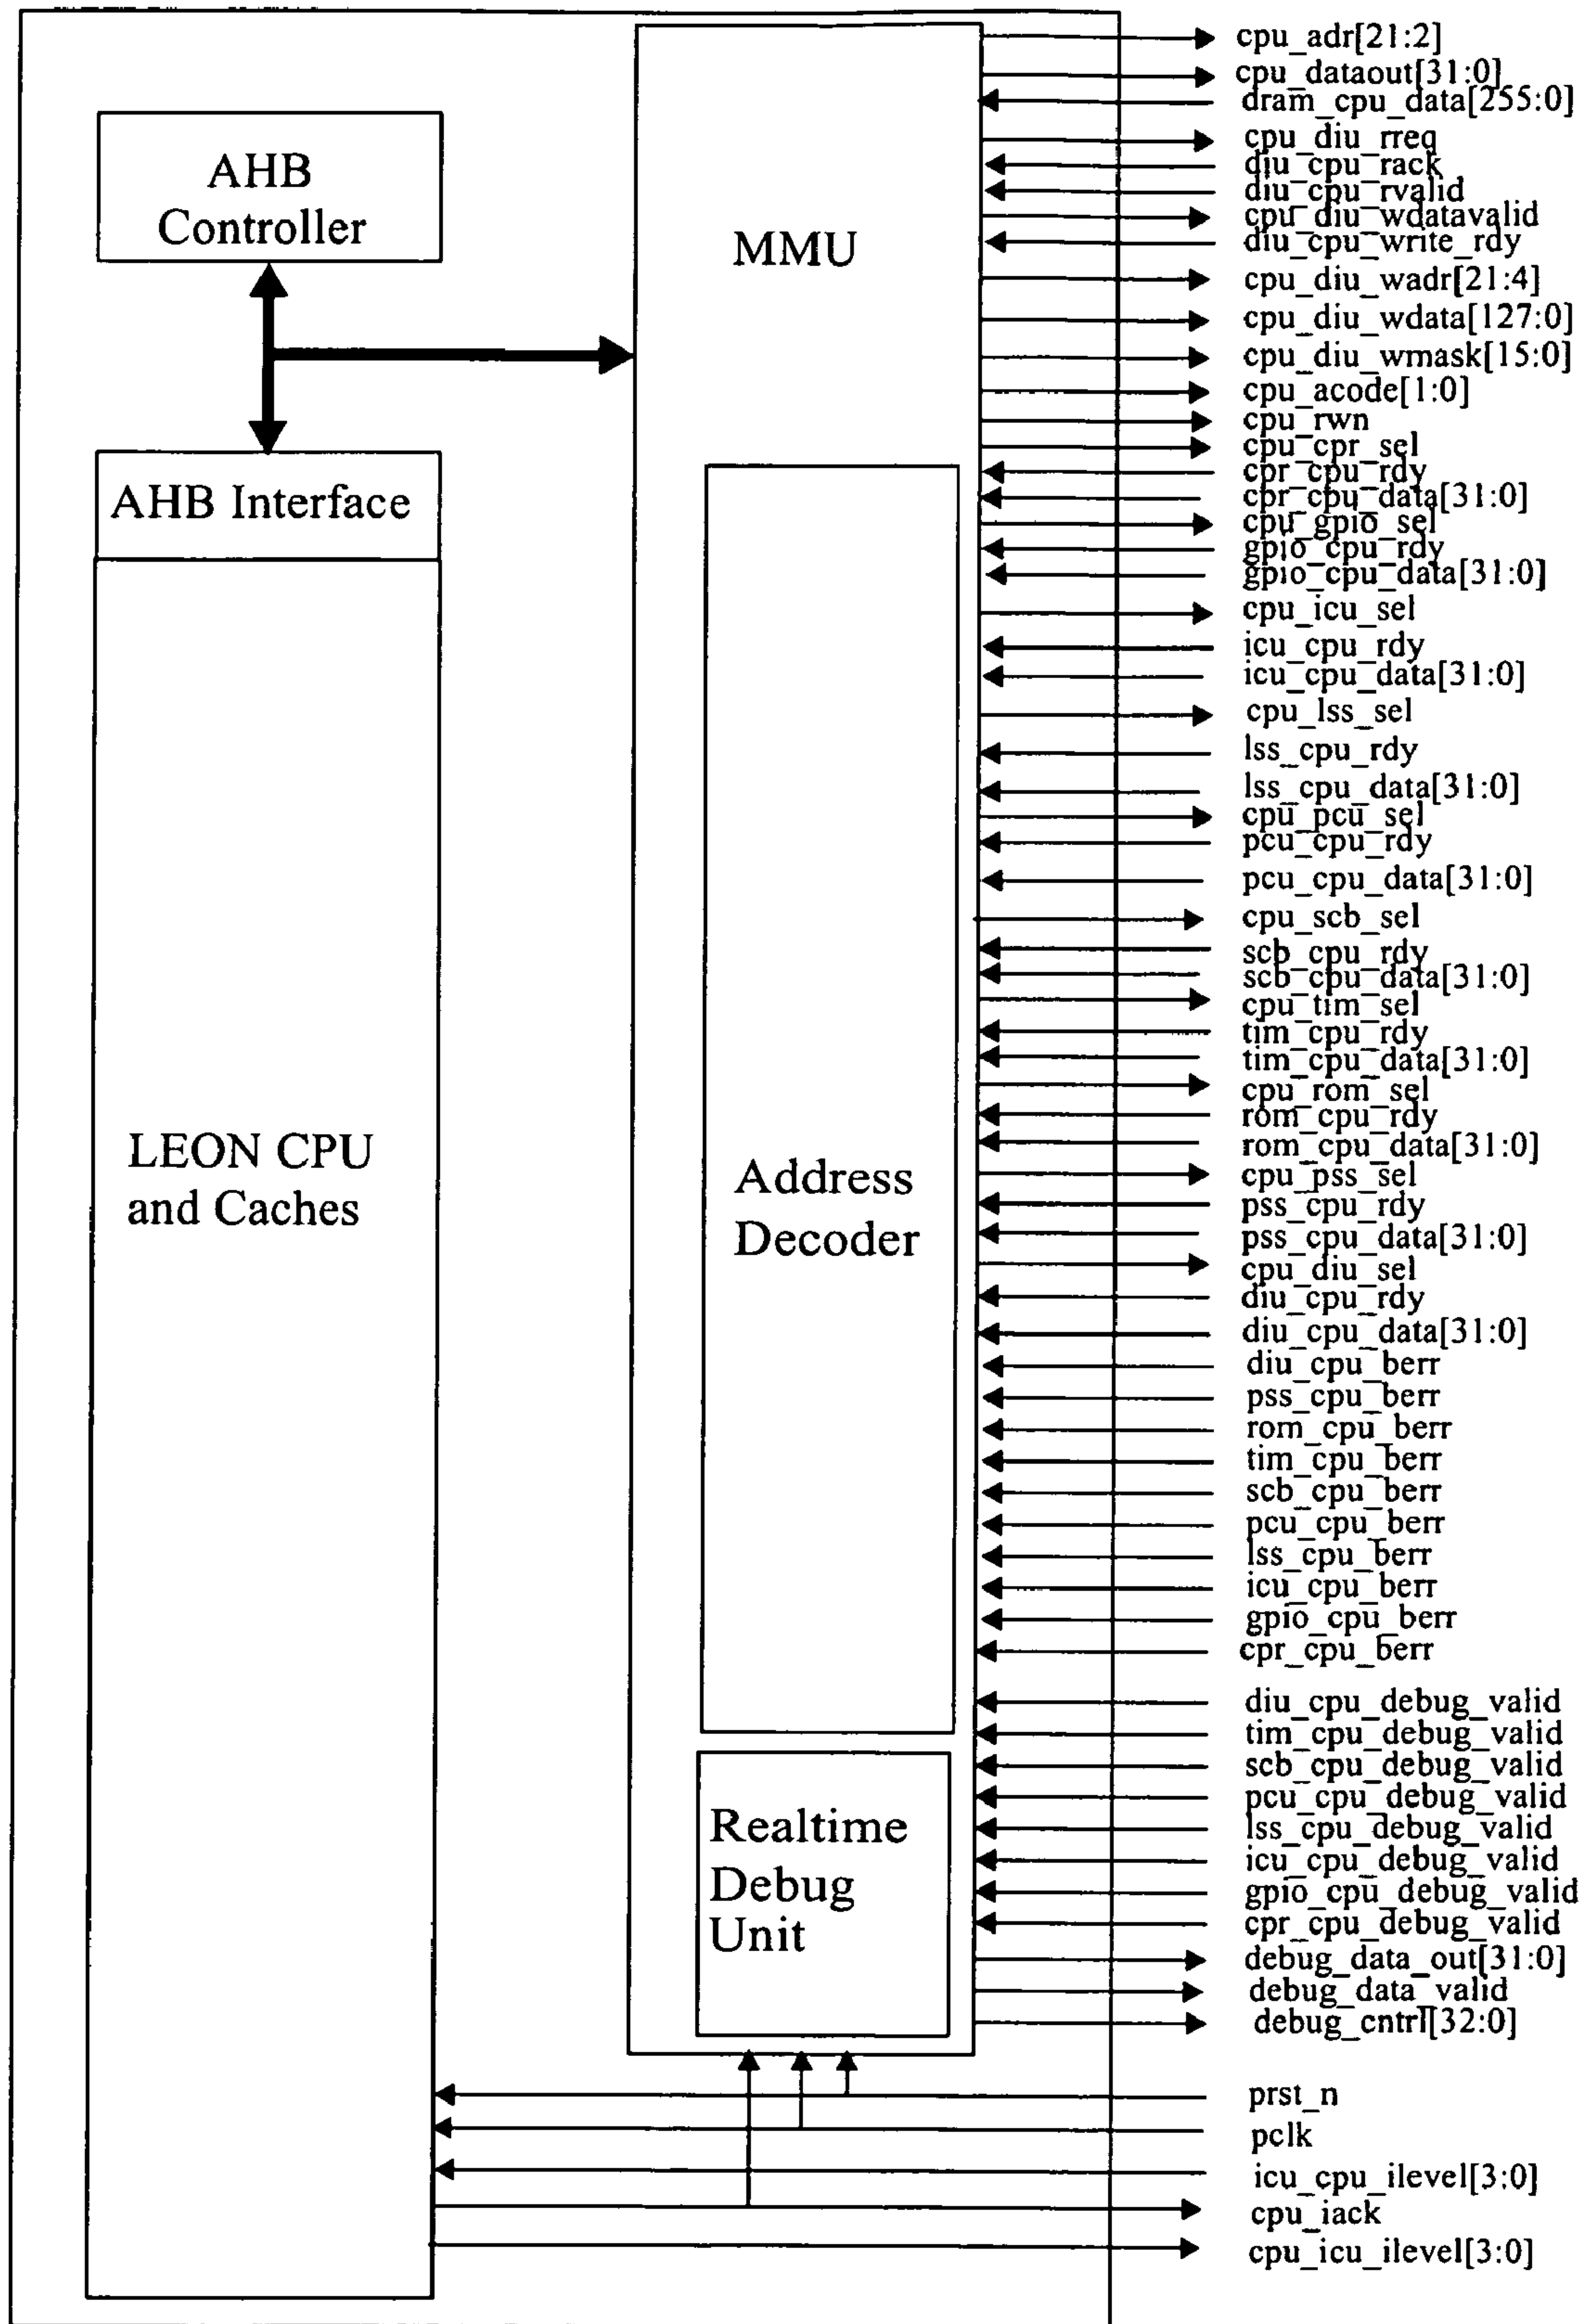 AHB
Controller
AHB Interface
LEON CPU
and Caches
MMU
Address
Decoder
Realtime
Debug
Unit
cpu_adr[21:2]
cpu_dataout[31:0]
dram_cpu_data[255:0]
cpu_diu_rreq
diu_cpu_rack
diu_cpu_rvalid
cpu_diu_wdatavalid
diu_cpu_write_rdy
cpu_diu_wadr[21:4]
cpu_diu_wdata[127:0]
cpu_diu_wmask[15:0]
cpu_acode[1:0]
cpu_rwn
cpu_cpr_sel
cpr_cpu_rdy
cpr_cpu_data[31:0]
cpu_gpio_sel
gpio_cpu_rdy
gpio_cpu_data[31:0]
cpu_icu_sel
icu_cpu_rdy
icu_cpu_data[31:0]
cpu_lss_sel
lss_cpu_rdy
lss_cpu_data[31:0]
cpu_pcu_sel
pcu_cpu_rdy
pcu_cpu_data[31:0]
cpu_scb_sel
scb_cpu_rdy
scb_cpu_data[31:0]
cpu_tim_sel
tim_cpu_rdy
tim_cpu_data[31:0]
cpu_rom_sel
rom_cpu_rdy
rom_cpu_data[31:0]
cpu_pss_sel
pss_cpu_rdy
pss_cpu_data[31:0]
cpu_diu_sel
diu_cpu_rdy
diu_cpu_data[31:0]
diu_cpu_berr
pss_cpu_berr
rom_cpu_berr
tim_cpu_berr
scb_cpu_berr
pcu_cpu_berr
lss_cpu_berr
icu_cpu_berr
gpio_cpu_berr
cpr_cpu_berr
diu_cpu_debug_valid
tim_cpu_debug_valid
scb_cpu_debug_valid
pcu_cpu_debug_valid
lss_cpu_debug_valid
icu_cpu_debug_valid
gpio_cpu_debug_valid
cpr_cpu_debug_valid
debug_data_out[31:0]
debug_data_valid
debug_cntrl[32:0]
prst_n
pclk
icu_cpu_ilevel[3:0]
cpu_iack
cpu_icu_ilevel[3:0]